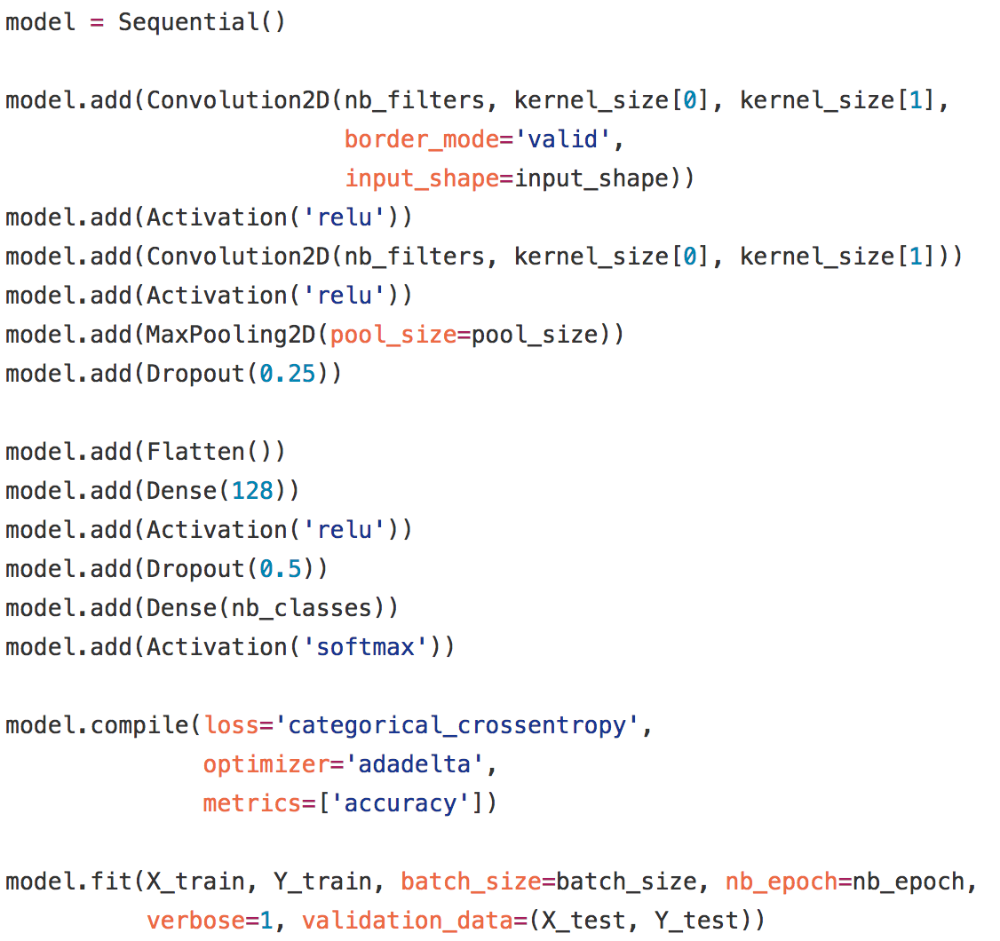 model = Sequential()

model.add(Convolution2D(nb_filters, kernel_size[0], kernel_size[1],
                        border_mode='valid',
                        input_shape=input_shape))
model.add(Activation('relu'))
model.add(Convolution2D(nb_filters, kernel_size[0], kernel_size[1]))
model.add(Activation('relu'))
model.add(MaxPooling2D(pool_size=pool_size))
model.add(Dropout(0.25))

model.add(Flatten())
model.add(Dense(128))
model.add(Activation('relu'))
model.add(Dropout(0.5))
model.add(Dense(nb_classes))
model.add(Activation('softmax'))

model.compile(loss='categorical_crossentropy',
              optimizer='adadelta',
              metrics=['accuracy'])

model.fit(X_train, Y_train, batch_size=batch_size, nb_epoch=nb_epoch,
          verbose=1, validation_data=(X_test, Y_test))